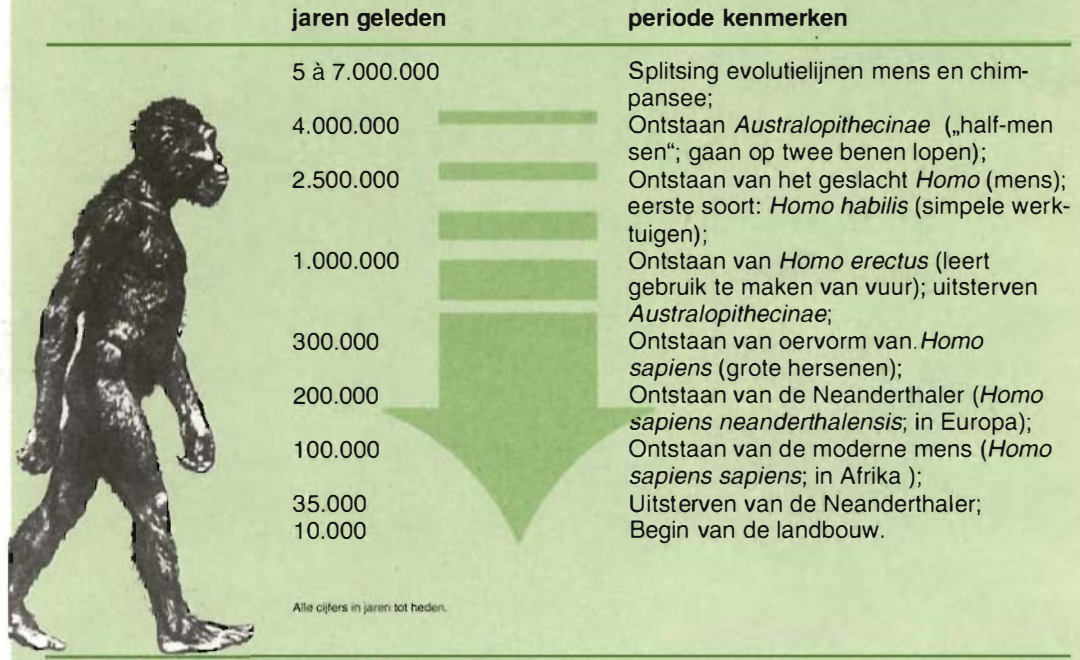 jaren geleden periode kenmerken
5 à 7.000.000 Splitsing evolutielijnen mens en chim-
pansee;
4.000.000 Ontstaan Australopithecinae („half-men
sen“; gaan op twee benen lopen);
2.500.000 Ontstaan van het geslacht Homo (mens);
eerste soort: Homo habilis (simpele werk-
tuigen);
1.000.000 Ontstaan van Homo erectus (leert
gebruik te maken van vuur); uitsterven
Australopithecinae;
300.000 Ontstaan van oervorm van.Homo
sapiens (grote hersenen);
200.000 Ontstaan van de Neanderthaler (Homo
sapiens neanderthalensis; in Europa);
100.000 Ontstaan van de moderne mens (Homo
sapiens sapiens; in Afrika );
35.000 Uitsterven van de Neanderthaler;
10.000 Begin van de landbouw.
Alle cijfers in jaren tot heden.